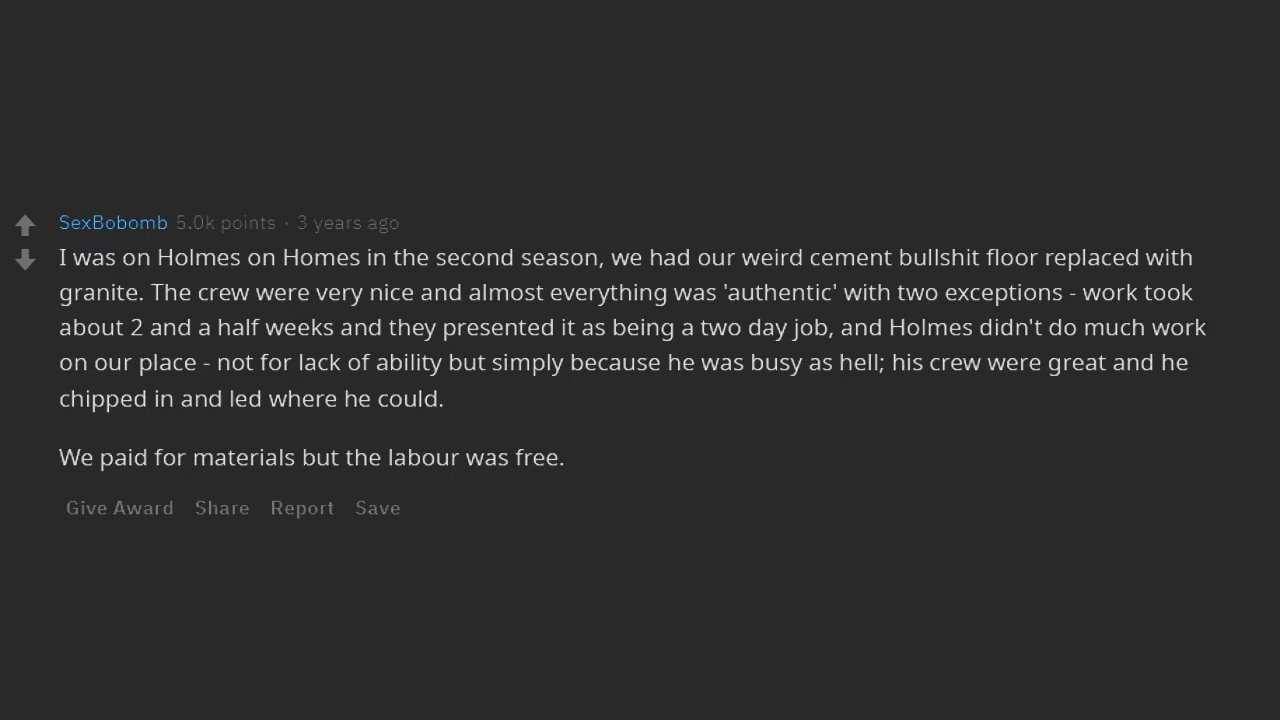 SexBobomb 5.0k points · 3 years ago
I was on Holmes on Homes in the second season, we had our weird cement bullshit floor replaced with
granite. The crew were very nice and almost everything was 'authentic' with two exceptions - work took
about 2 and a half weeks and they presented it as being a two day job, and Holmes didn't do much work
on our place - not for lack of ability but simply because he was busy as hell; his crew were great and he
chipped in and led where he could.
We paid for materials but the labour was free.
Give Award Share Report Save